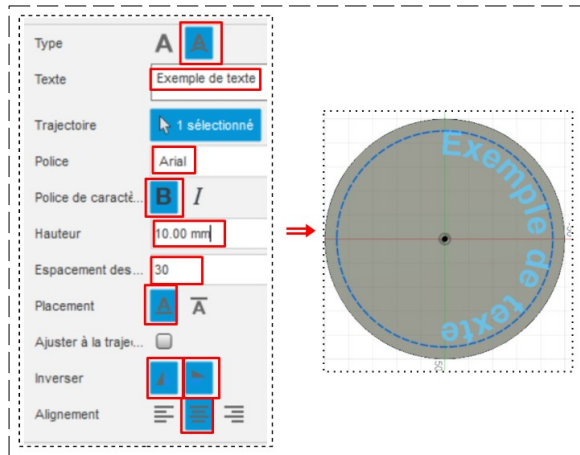 Type A A
Texte Exemple de texte
Trajectoire 1 sélectionné
Police Arial
Police de caractè... B I
Hauteur 10.00 mm
Espacement des... 30
Placement A A
Ajuster à la traje...
Inverser
Alignement
Exemple de texte
50